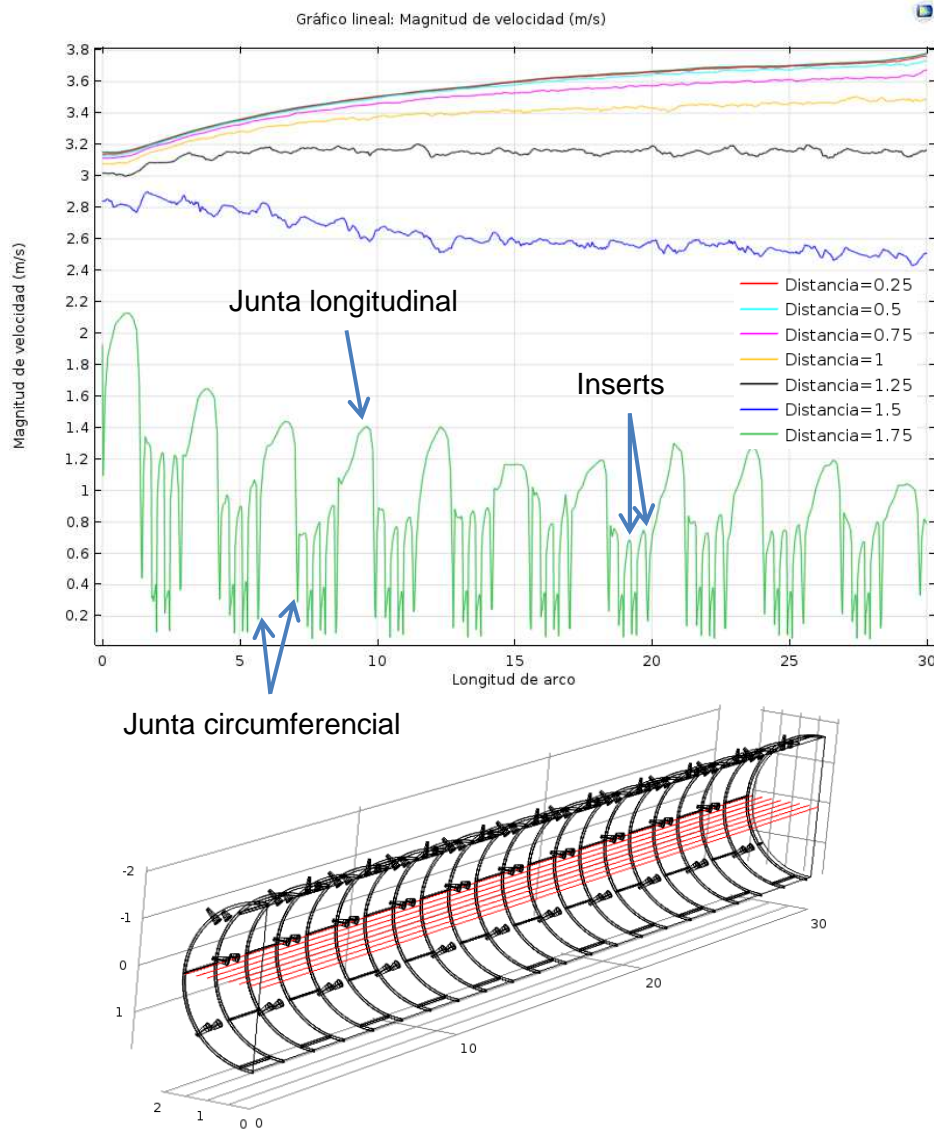 Gráfico lineal: Magnitud de velocidad (m/s)
3.8
3.6
3.4
3.2
3
2.8
2.6
2.4
2.2
2
1.8
1.6
1.4
1.2
1
0.8
0.6
0.4
0.2
Magnitud de velocidad (m/s)
Distancia=0.25
Distancia=0.5
Distancia=0.75
Distancia=1
Distancia=1.25
Distancia=1.5
Distancia=1.75
Junta longitudinal
Inserts
0 5 10 15 20 25 30
Longitud de arco
Junta circumferencial
-2
-1
0
1
30
20
10
2
1
0 0